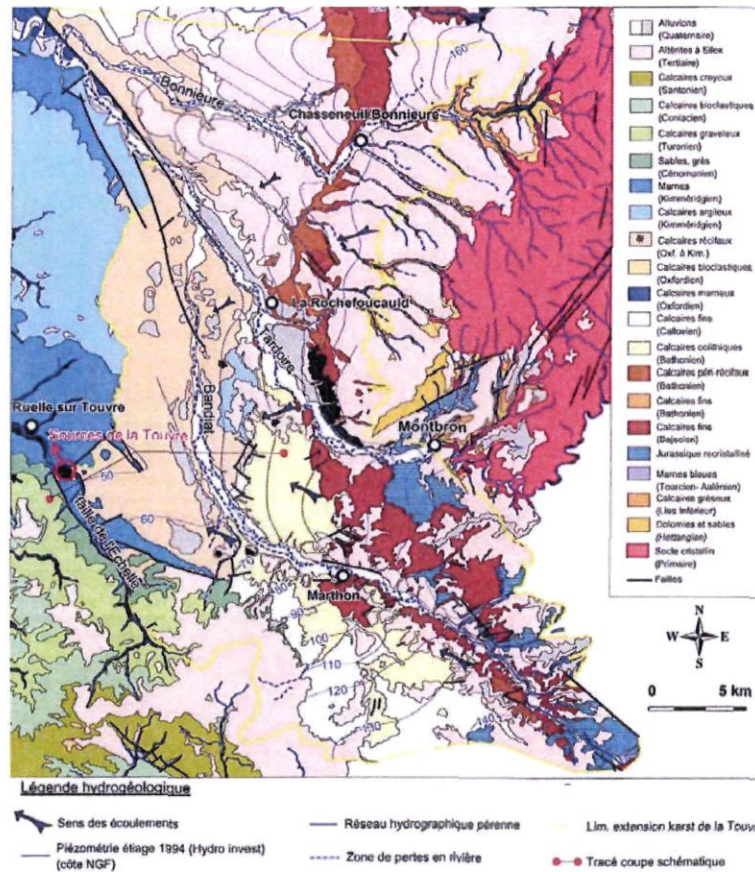 160
Bonnieure
Chasseneuil Bonnieure
La Rochefoucauld
Tardoire
Bandiat
Ruelle sur Touvre
Sources de la Touvre
Montbron
50
60
70
80
faille de l'Echelle
Marthon
90
100
110
120
130
140
Alluvions
(Quaternaire)
Altérites à Silex
(Tertiaire)
Calcaires crayeux
(Santonien)
Calcaires bioclastiques
(Coniacien)
Calcaires graveleux
(Turonien)
Sables, grès
(Cénomanien)
Marnes
(Kimméridgien)
Calcaires argileux
(Kimméridgien)
Calcaires récifaux
(Oxf. à Kim.)
Calcaires bioclastiques
(Oxfordien)
Calcaires marneux
(Oxfordien)
Calcaires fins
(Callovien)
Calcaires oolithiques
(Bathonien)
Calcaires péri-récifaux
(Bathonien)
Calcaires fins
(Bathonien)
Calcaires fins
(Bajocien)
Jurassique recristallisé
Marnes bleues
(Toarcien- Aalénien)
Calcaires gréseux
(Lias Inférieur)
Dolomies et sables
(Hettangien)
Socle cristallin
(Primaire)
Failles
N
W E
S
0 5 km
Légende hydrogéologique
Sens des écoulements
Réseau hydrographique pérenne
Lim. extension karst de la Touv
Piézométrie étiage 1994 (Hydro invest)
(côte NGF)
Zone de pertes en rivière
Tracé coupe schématique